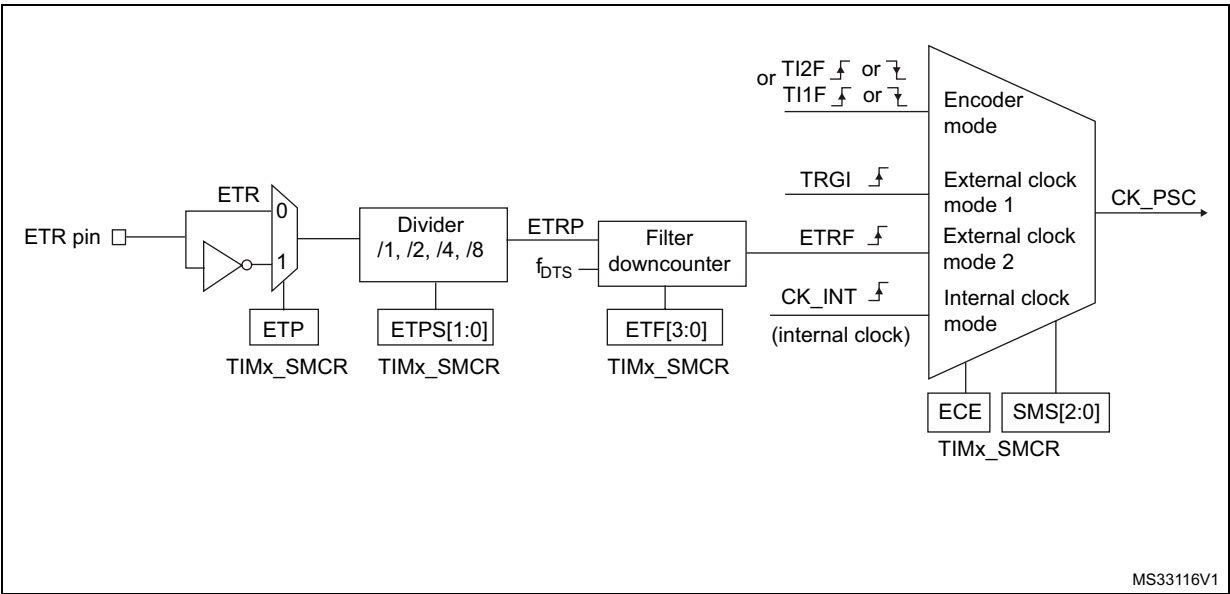 or TI2F or
TI1F or
Encoder
mode
TRGI
External clock
mode 1
CK_PSC
ETR
0
ETR pin
1
Divider
/1, /2, /4, /8
ETRP
fDTS
Filter
downcounter
ETRF
External clock
mode 2
CK_INT
(internal clock)
Internal clock
mode
ETP
TIMx_SMCR
ETPS[1:0]
TIMx_SMCR
ETF[3:0]
TIMx_SMCR
ECE
SMS[2:0]
TIMx_SMCR
MS33116V1